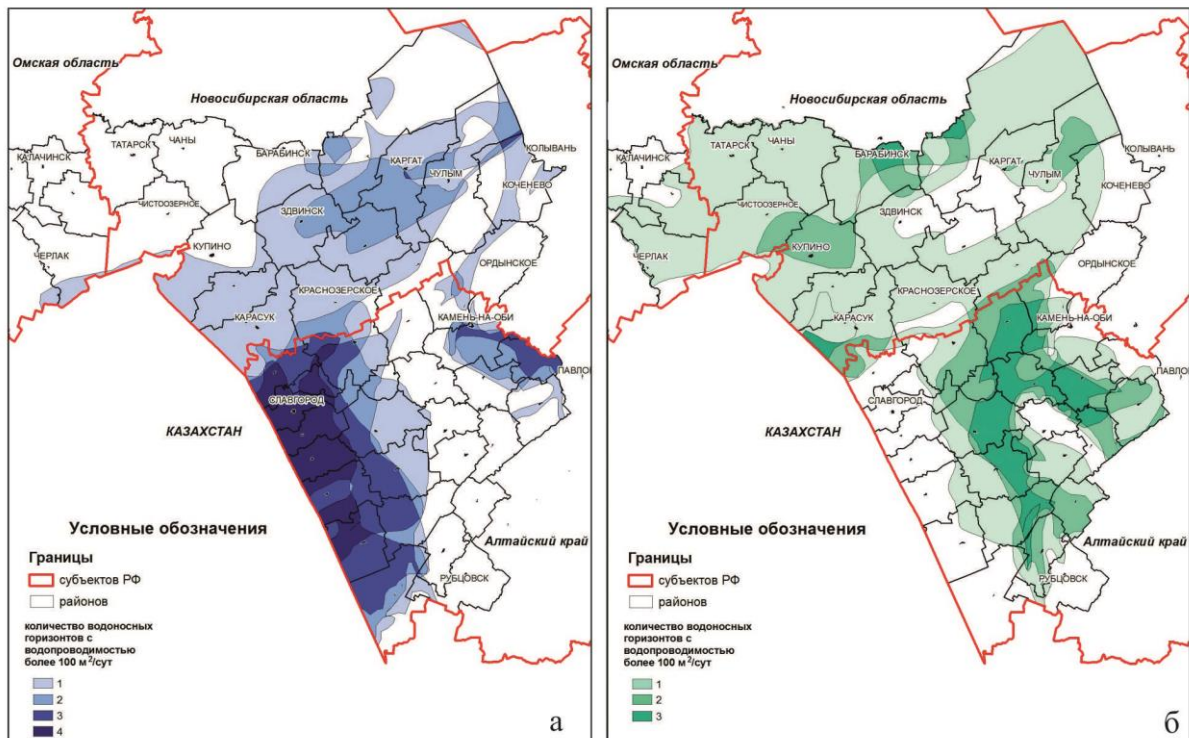 Омская область
Новосибирская область
КАЛАЧИНСК
ТАТАРСК
ЧАНЫ
БАРАБИНСК
КАРГАТ
КОЛЫВАНЬ
ЧУЛЫМ
КОЧЕНЕВО
ЧИСТООЗЕРНОЕ
ЗДВИНСК
КУПИНО
ЧЕРЛАК
ОРДЫНСКОЕ
КРАСНОЗЕРСКОЕ
КАРАСУК
КАМЕНЬ-НА-ОБИ
ПАВЛОВ
СЛАВГОРОД
КАЗАХСТАН
Алтайский край
РУБЦОВСК
Условные обозначения
Границы
субъектов РФ
районов
количество водоносных
горизонтов с
водопроводимостью
более 100 м²/сут
1
2
3
4
а
Омская область
Новосибирская область
КАЛАЧИНСК
ТАТАРСК
ЧАНЫ
БАРАБИНСК
КАРГАТ
КОЛЫВАНЬ
ЧУЛЫМ
КОЧЕНЕВО
ЧИСТООЗЕРНОЕ
ЗДВИНСК
КУПИНО
ЧЕРЛАК
ОРДЫНСКОЕ
КРАСНОЗЕРСКОЕ
КАРАСУК
КАМЕНЬ-НА-ОБИ
ПАВЛОВ
СЛАВГОРОД
КАЗАХСТАН
Алтайский край
РУБЦОВСК
Условные обозначения
Границы
субъектов РФ
районов
количество водоносных
горизонтов с
водопроводимостью
более 100 м²/сут
1
2
3
б